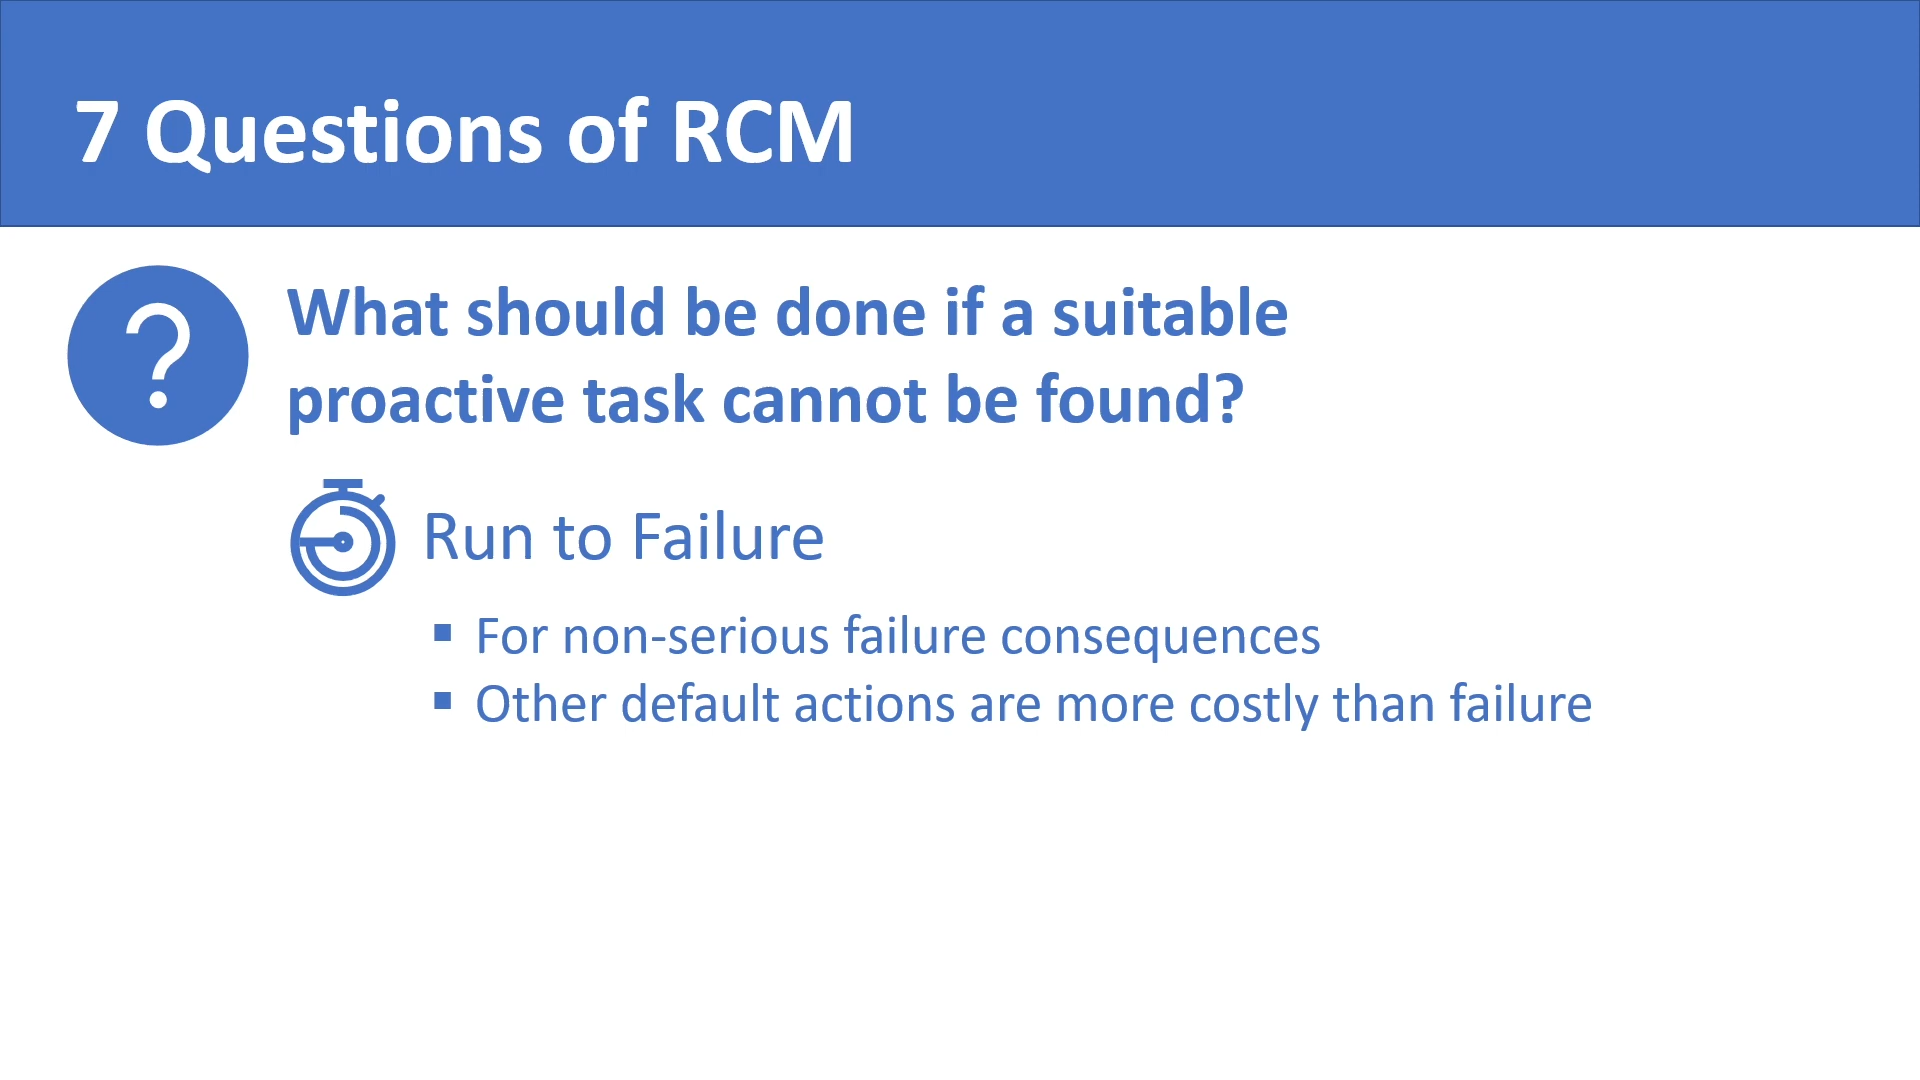 7 Questions of RCM
?
What should be done if a suitable
proactive task cannot be found?
Run to Failure
▪ For non-serious failure consequences
▪ Other default actions are more costly than failure